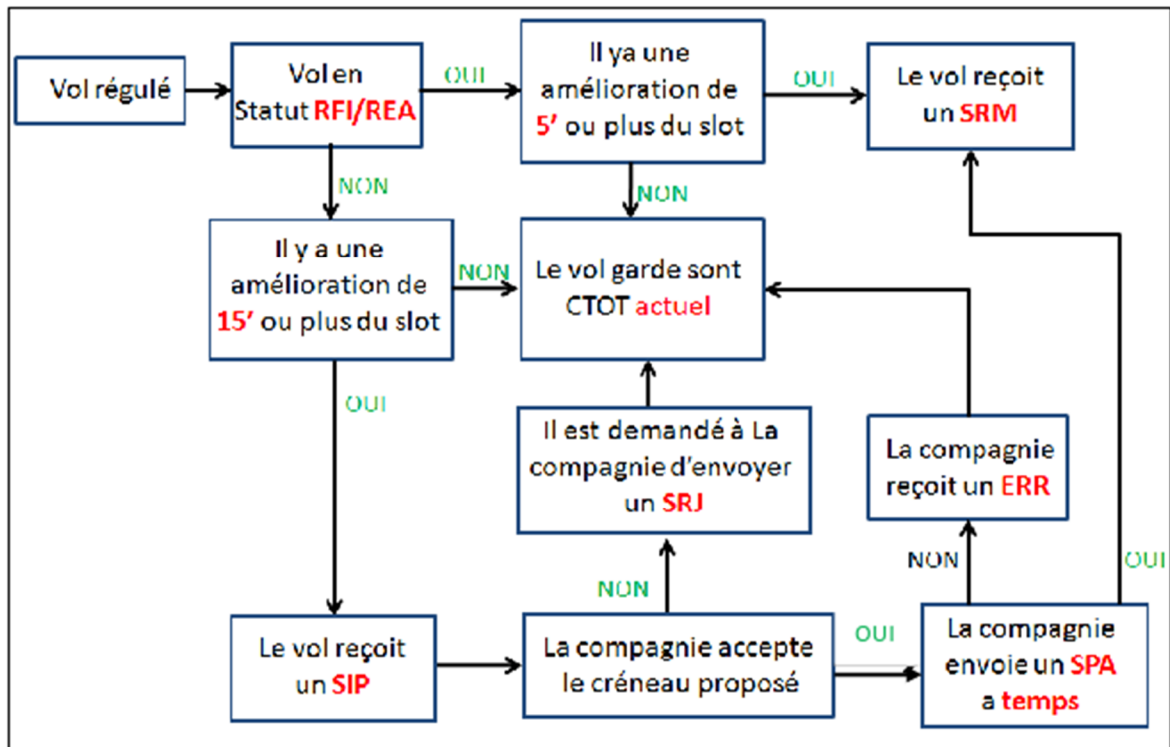 Vol régulé
Vol en
Statut RFI/REA
OUI
Il ya une
amélioration de
5’ ou plus du slot
OUI
Le vol reçoit
un SRM
NON
NON
Il y a une
amélioration de
15’ ou plus du slot
NON
Le vol garde sont
CTOT actuel
OUI
Il est demandé à La
compagnie d'envoyer
un SRJ
La compagnie
reçoit un ERR
NON
NON
OUI
Le vol reçoit
un SIP
La compagnie accepte
le créneau proposé
OUI
La compagnie
envoie un SPA
a temps